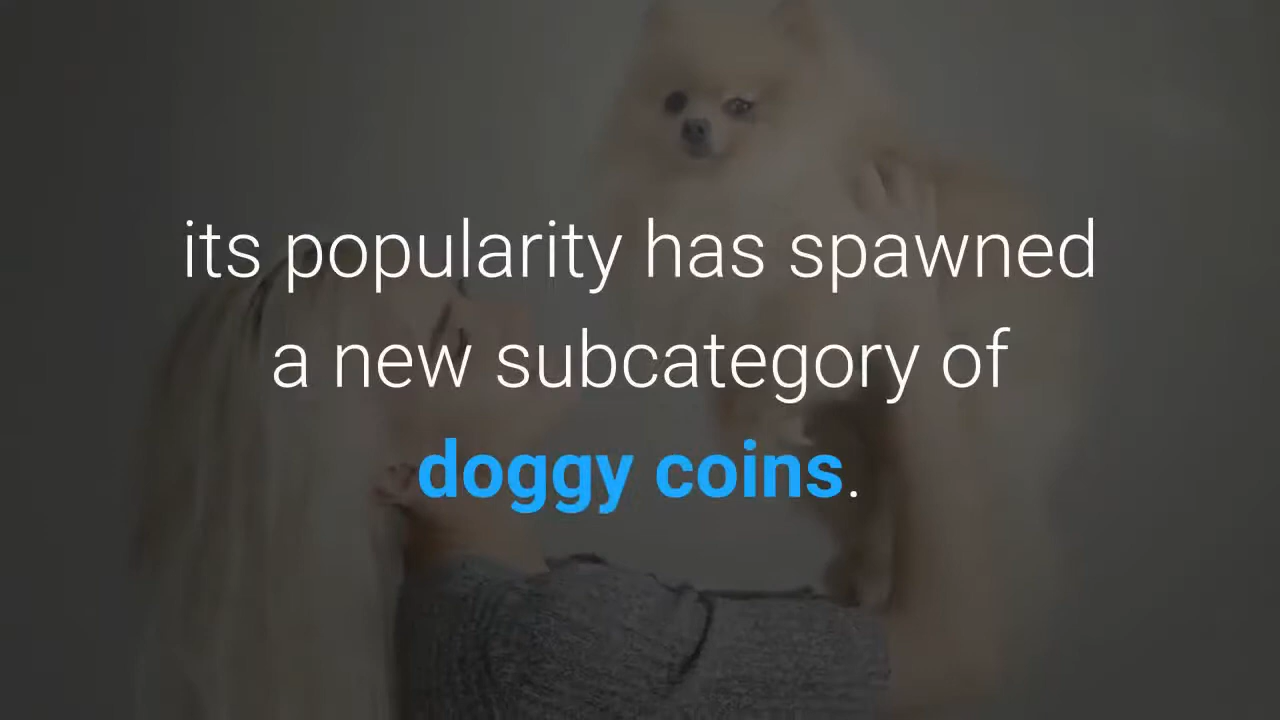 its popularity has spawned
a new subcategory of
doggy coins.